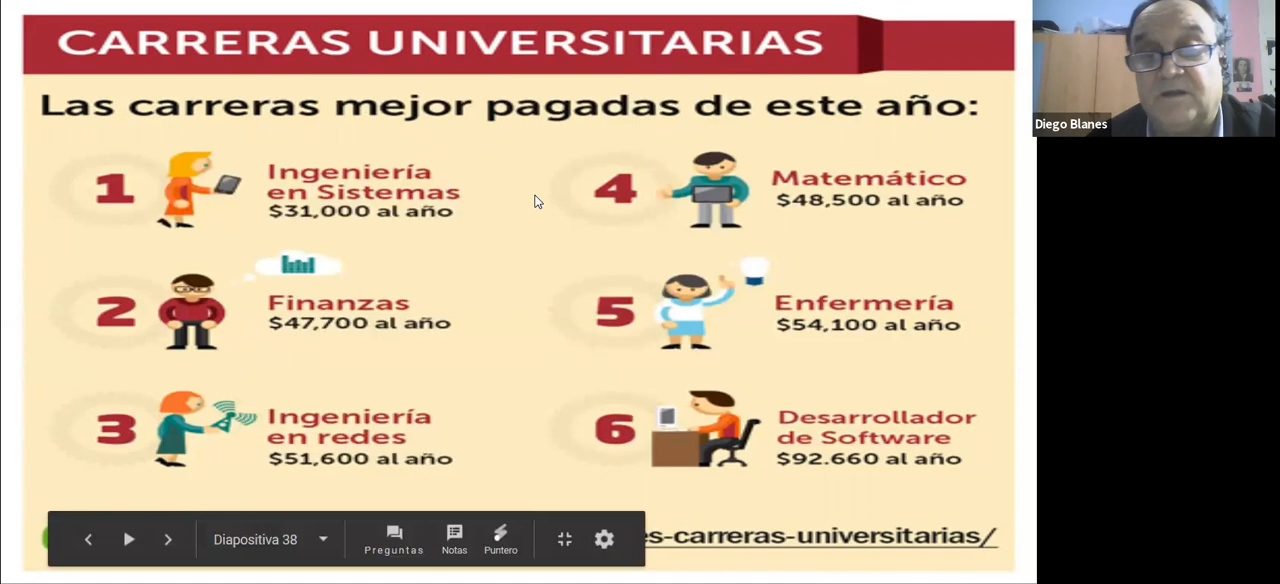 CARRERAS UNIVERSITARIAS
Las carreras mejor pagadas de este año:
1
Ingeniería
en Sistemas
$31,000 al año
2
Finanzas
$47,700 al año
3
Ingeniería
en redes
$51,600 al año
4
Matemático
$48,500 al año
5
Enfermería
$54,100 al año
6
Desarrollador
de Software
$92.660 al año
es-carreras-universitarias/
Diapositiva 38
Preguntas
Notas
Puntero
Diego Blanes